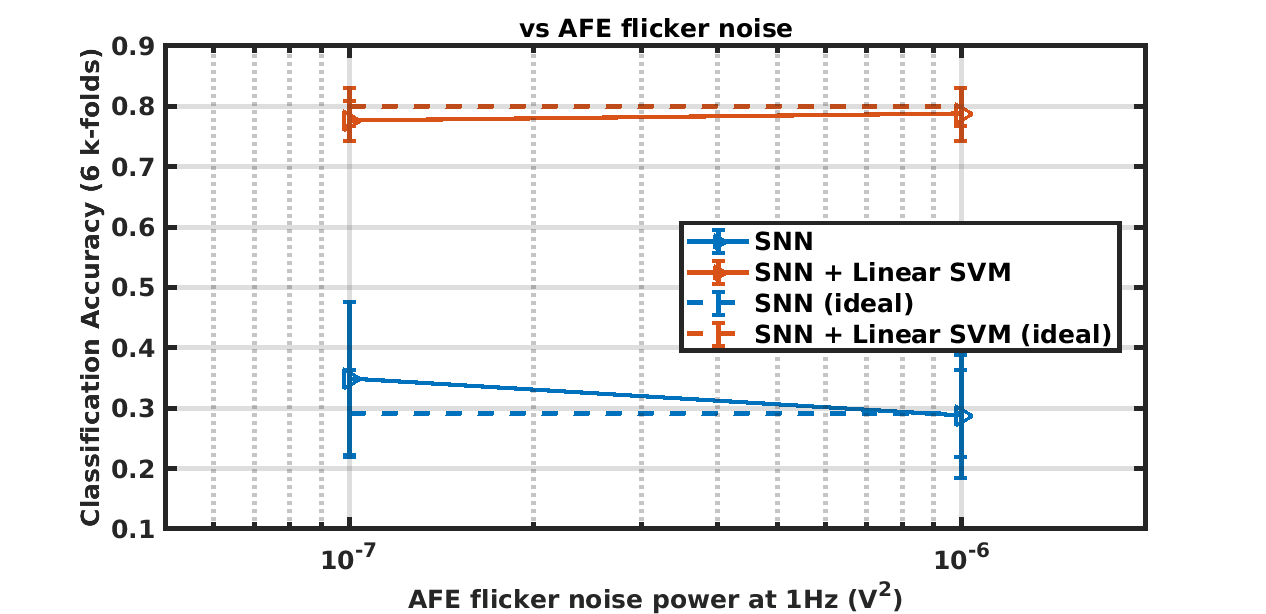 vs AFE flicker noise
Classification Accuracy (6 k-folds)
0.9
0.8
0.7
0.6
0.5
0.4
0.3
0.2
0.1
SNN
SNN + Linear SVM
SNN (ideal)
SNN + Linear SVM (ideal)
10⁻⁷
10⁻⁶
AFE flicker noise power at 1Hz (V²)